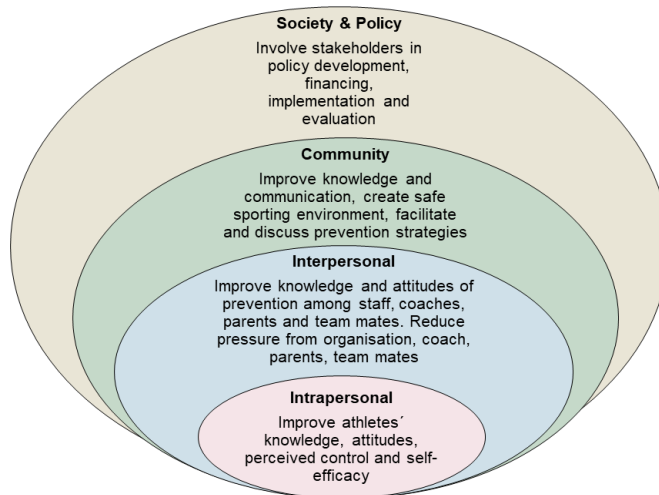 Society & Policy
Involve stakeholders in
policy development,
financing,
implementation and
evaluation
Community
Improve knowledge and
communication, create safe
sporting environment, facilitate
and discuss prevention strategies
Interpersonal
Improve knowledge and attitudes of
prevention among staff, coaches,
parents and team mates. Reduce
pressure from organisation, coach,
parents, team mates
Intrapersonal
Improve athletes´
knowledge, attitudes,
perceived control and self-
efficacy